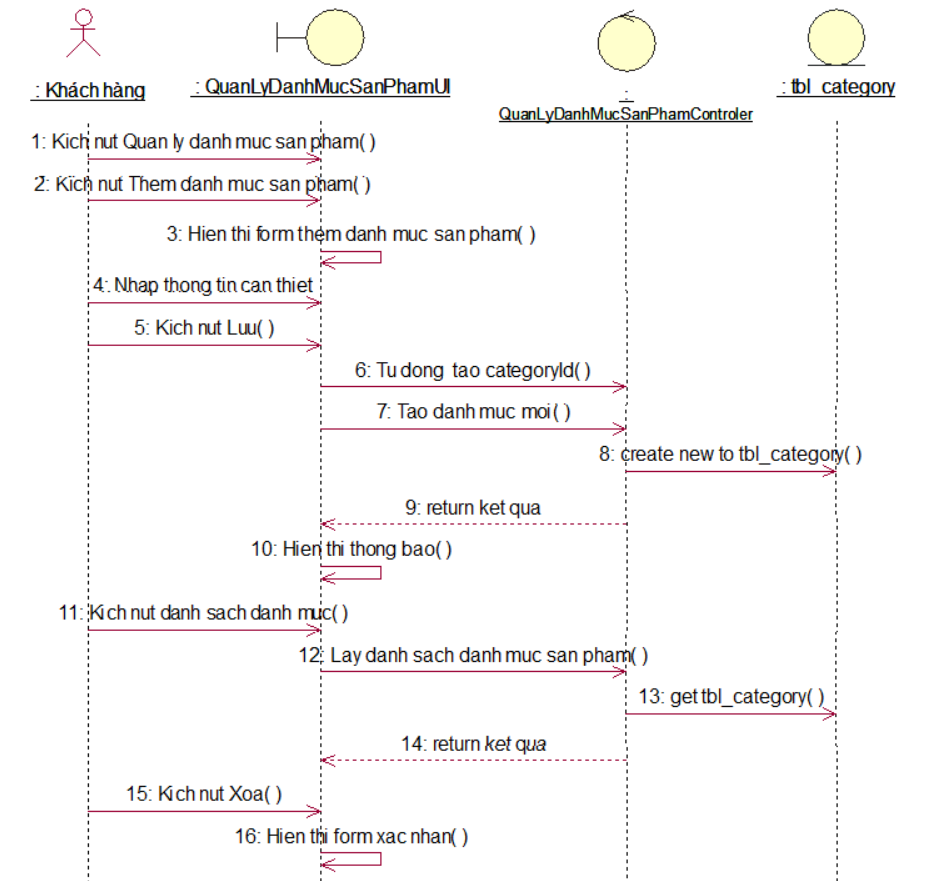 : Khách hàng
: QuanLyDanhMucSanPhamUI
:
QuanLyDanhMucSanPhamControler
: tbl_category
1: Kich nut Quan ly danh muc san pham( )
2: Kich nut Them danh muc san pham( )
3: Hien thi form them danh muc san pham( )
4: Nhap thong tin can thiet
5: Kich nut Luu( )
6: Tu dong tao categoryId( )
7: Tao danh muc moi( )
8: create new to tbl_category( )
9: return ket qua
10: Hien thi thong bao( )
11: Kich nut danh sach danh muc( )
12: Lay danh sach danh muc san pham( )
13: get tbl_category( )
14: return ket qua
15: Kich nut Xoa( )
16: Hien thi form xac nhan( )